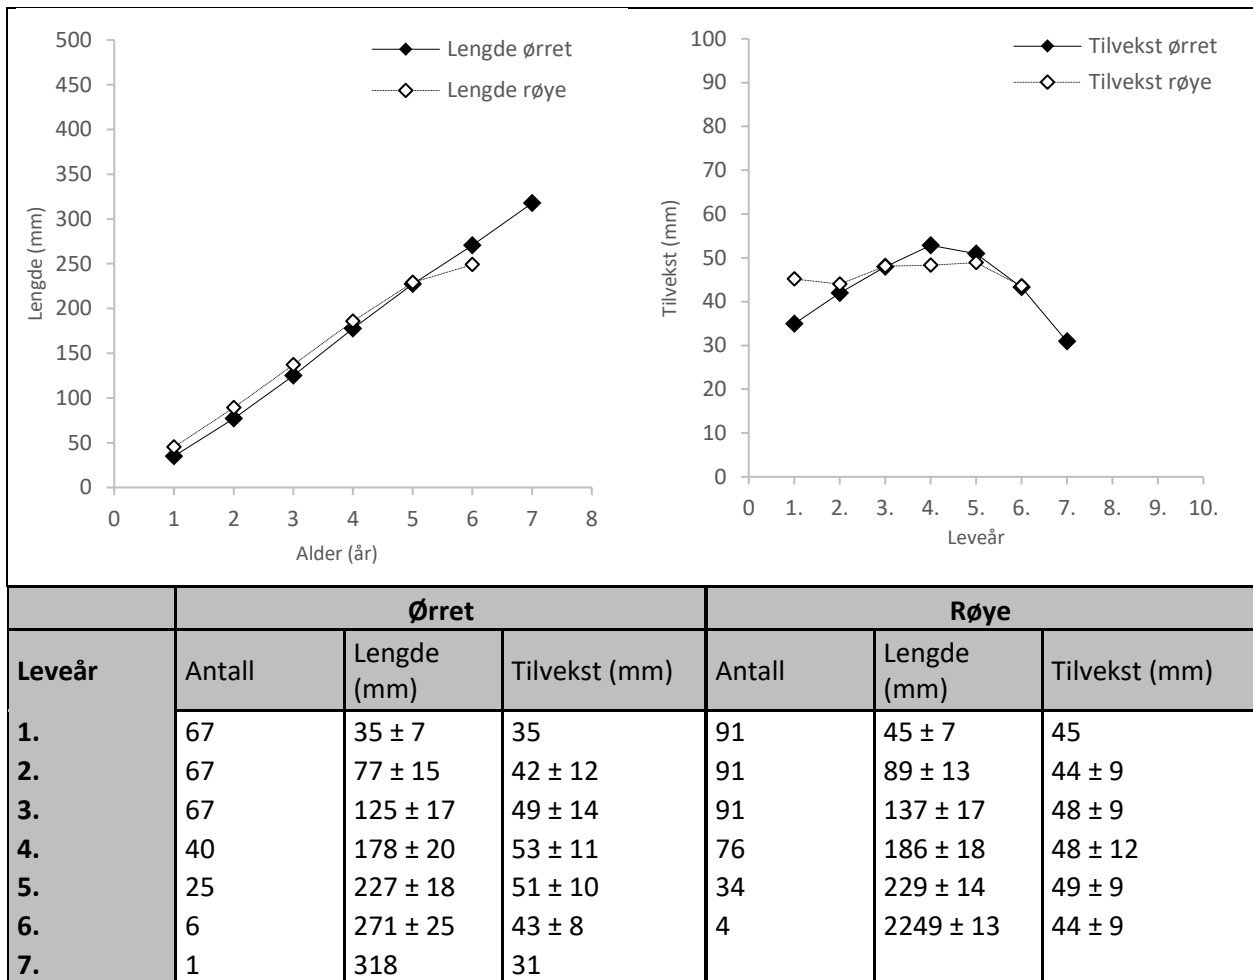 500
450
400
350
300
250
200
150
100
50
0
Lengde (mm)
0 1 2 3 4 5 6 7 8
Alder (år)
Lengde ørret
Lengde røye
100
90
80
70
60
50
40
30
20
10
0
Tilvekst (mm)
0 1. 2. 3. 4. 5. 6. 7. 8. 9. 10.
Leveår
Tilvekst ørret
Tilvekst røye
Ørret Røye
Leveår Antall Lengde (mm) Tilvekst (mm) Antall Lengde (mm) Tilvekst (mm)
1. 67 35 ± 7 35 91 45 ± 7 45
2. 67 77 ± 15 42 ± 12 91 89 ± 13 44 ± 9
3. 67 125 ± 17 49 ± 14 91 137 ± 17 48 ± 9
4. 40 178 ± 20 53 ± 11 76 186 ± 18 48 ± 12
5. 25 227 ± 18 51 ± 10 34 229 ± 14 49 ± 9
6. 6 271 ± 25 43 ± 8 4 2249 ± 13 44 ± 9
7. 1 318 31